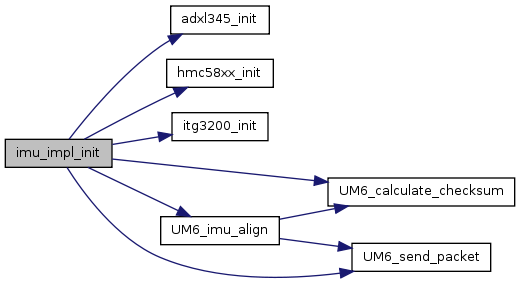 adxl345_init
hmc58xx_init
itg3200_init
imu_impl_init
UM6_calculate_checksum
UM6_imu_align
UM6_send_packet